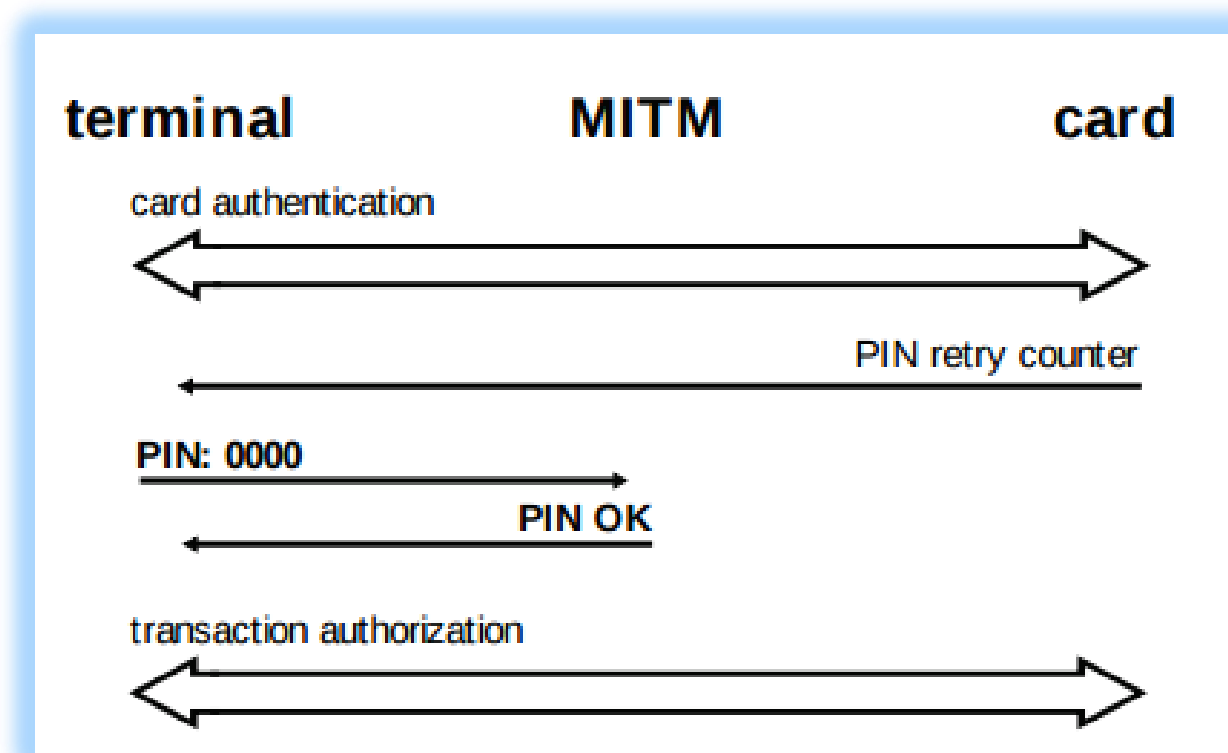 terminal MITM card
card authentication
PIN retry counter
PIN: 0000
PIN OK
transaction authorization